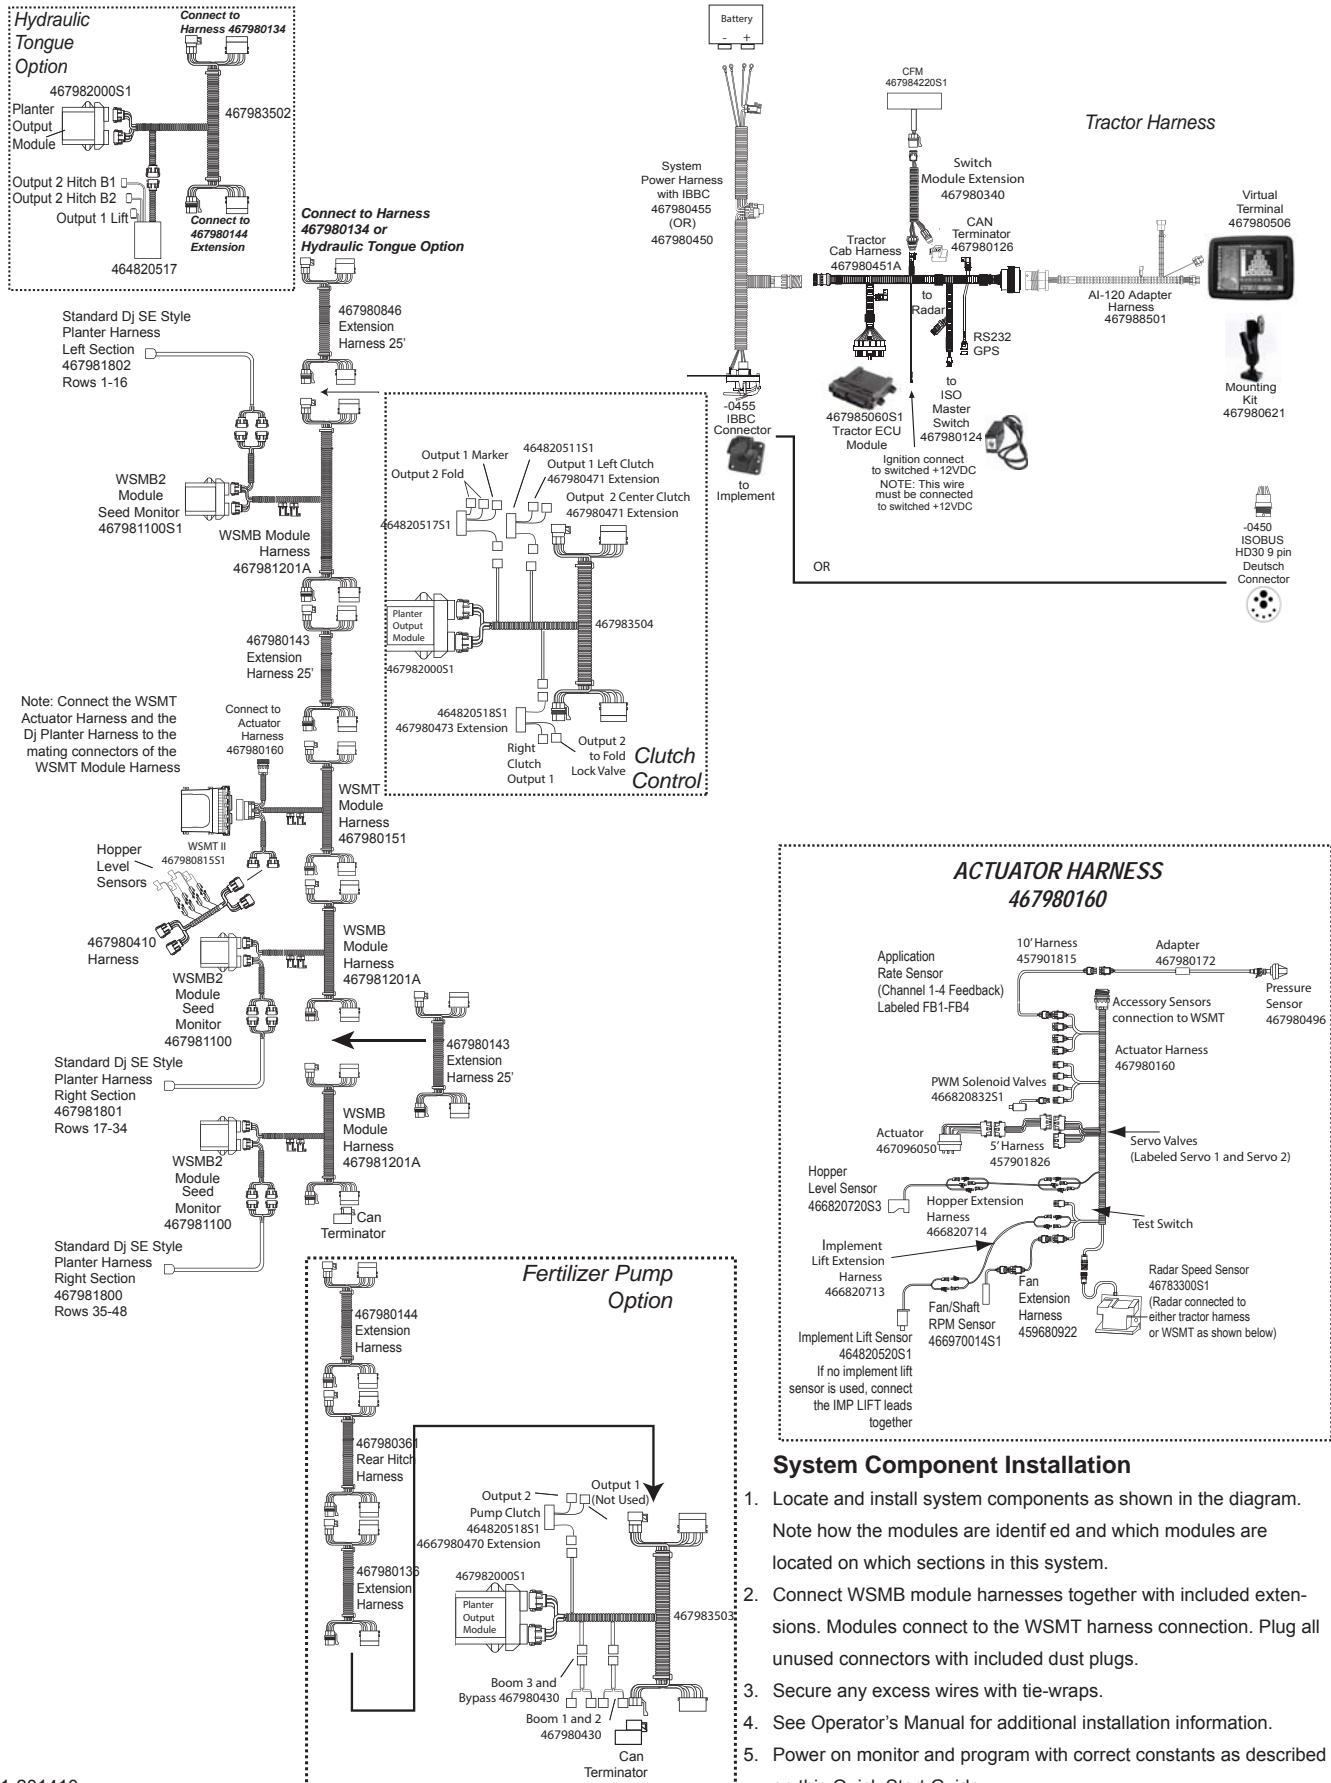 Hydraulic
Tongue
Option
Connect to
Harness 467980134
467982000S1
Planter
Output
Module
467983502
Output 2 Hitch B1
Output 2 Hitch B2
Output 1 Lift
Connect to
467980144
Extension
464820517
Connect to Harness
467980134 or
Hydraulic Tongue Option
467980846
Extension
Harness 25'
Standard Dj SE Style
Planter Harness
Left Section
467981802
Rows 1-16
WSMB2
Module
Seed Monitor
467981100S1
WSMB Module
Harness
467981201A
467980143
Extension
Harness 25'
Note: Connect the WSMT
Actuator Harness and the
Dj Planter Harness to the
mating connectors of the
WSMT Module Harness
Connect to
Actuator
Harness
467980160
WSMT
Module
Harness
467980151
WSMT II
467980815S1
Hopper
Level
Sensors
467980410
Harness
WSMB
Module
Harness
467981201A
WSMB2
Module
Seed
Monitor
467981100
467980143
Extension
Harness 25'
Standard Dj SE Style
Planter Harness
Right Section
467981801
Rows 17-34
WSMB
Module
Harness
467981201A
WSMB2
Module
Seed
Monitor
467981100
Can
Terminator
Standard Dj SE Style
Planter Harness
Right Section
467981800
Rows 35-48
Output 1 Marker
Output 2 Fold
464820511S1
Output 1 Left Clutch
467980471 Extension
Output 2 Center Clutch
467980471 Extension
464820517S1
Planter
Output
Module
467982000S1
467983504
464820518S1
467980473 Extension
Right
Clutch
Output 1
Output 2
to Fold
Lock Valve
Clutch
Control
Battery
- +
CFM
467984220S1
Tractor Harness
System
Power Harness
with IBBC
467980455
(OR)
467980450
Switch
Module Extension
467980340
CAN
Terminator
467980126
Tractor
Cab Harness
467980451A
to
Radar
RS232
GPS
Virtual
Terminal
467980506
AI-120 Adapter
Harness
467988501
Mounting
Kit
467980621
to
ISO
Master
Switch
467980124
467985060S1
Tractor ECU
Module
Ignition connect
to switched +12VDC
NOTE: This wire
must be connected
to switched +12VDC
-0455
IBBC
Connector
to
Implement
OR
-0450
ISOBUS
HD30 9 pin
Deutsch
Connector
ACTUATOR HARNESS
467980160
Application
Rate Sensor
(Channel 1-4 Feedback)
Labeled FB1-FB4
10' Harness
457901815
Adapter
467980172
Pressure
Sensor
467980496
Accessory Sensors
connection to WSMT
Actuator Harness
467980160
PWM Solenoid Valves
466820832S1
Actuator
467096050
5' Harness
457901826
Servo Valves
(Labeled Servo 1 and Servo 2)
Hopper
Level Sensor
466820720S3
Hopper Extension
Harness
466820714
Test Switch
Implement
Lift Extension
Harness
466820713
Fan/Shaft
RPM Sensor
466970014S1
Fan
Extension
Harness
459680922
Radar Speed Sensor
46783300S1
(Radar connected to
either tractor harness
or WSMT as shown below)
Implement Lift Sensor
464820520S1
If no implement lift
sensor is used, connect
the IMP LIFT leads
together
Fertilizer Pump
Option
467980144
Extension
Harness
467980361
Rear Hitch
Harness
467980136
Extension
Harness
Output 2
Pump Clutch
464820518S1
4667980470 Extension
Output 1
(Not Used)
467982000S1
Planter
Output
Module
467983503
Boom 3 and
Bypass 467980430
Boom 1 and 2
467980430
Can
Terminator
System Component Installation
1. Locate and install system components as shown in the diagram.
Note how the modules are identif ed and which modules are
located on which sections in this system.
2. Connect WSMB module harnesses together with included exten-
sions. Modules connect to the WSMT harness connection. Plug all
unused connectors with included dust plugs.
3. Secure any excess wires with tie-wraps.
4. See Operator's Manual for additional installation information.
5. Power on monitor and program with correct constants as described